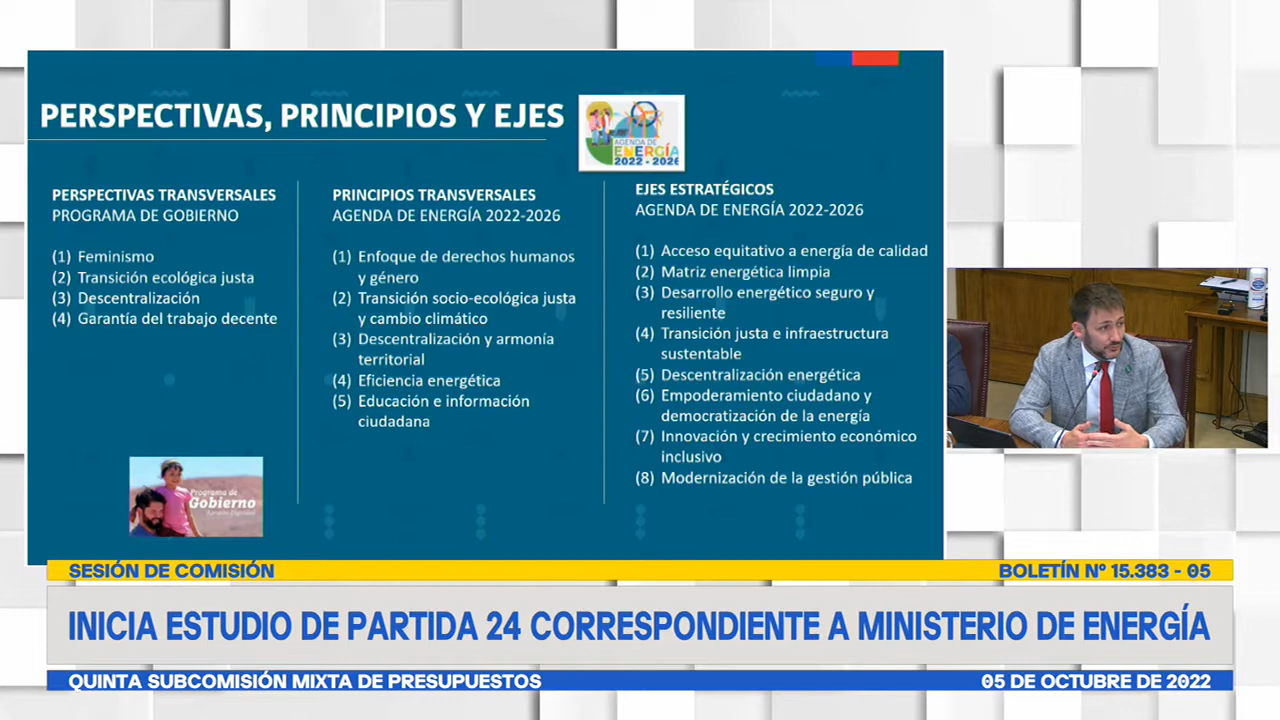 PERSPECTIVAS, PRINCIPIOS Y EJES
AGENDA DE
ENERGÍA
2022 - 2026
PERSPECTIVAS TRANSVERSALES
PROGRAMA DE GOBIERNO
(1) Feminismo
(2) Transición ecológica justa
(3) Descentralización
(4) Garantía del trabajo decente
Programa de
Gobierno
PRINCIPIOS TRANSVERSALES
AGENDA DE ENERGÍA 2022-2026
(1) Enfoque de derechos humanos
y género
(2) Transición socio-ecológica justa
y cambio climático
(3) Descentralización y armonía
territorial
(4) Eficiencia energética
(5) Educación e información
ciudadana
EJES ESTRATÉGICOS
AGENDA DE ENERGÍA 2022-2026
(1) Acceso equitativo a energía de calidad
(2) Matriz energética limpia
(3) Desarrollo energético seguro y
resiliente
(4) Transición justa e infraestructura
sustentable
(5) Descentralización energética
(6) Empoderamiento ciudadano y
democratización de la energía
(7) Innovación y crecimiento económico
inclusivo
(8) Modernización de la gestión pública
SESIÓN DE COMISIÓN
BOLETÍN N° 15.383 - 05
INICIA ESTUDIO DE PARTIDA 24 CORRESPONDIENTE A MINISTERIO DE ENERGÍA
QUINTA SUBCOMISIÓN MIXTA DE PRESUPUESTOS
05 DE OCTUBRE DE 2022